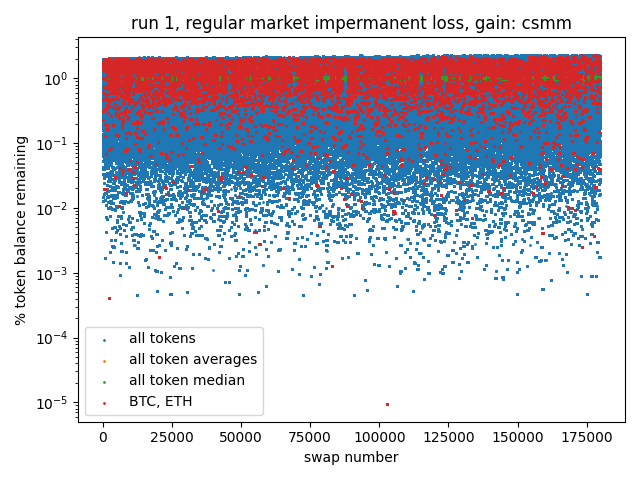 run 1, regular market impermanent loss, gain: csmm
% token balance remaining
10⁰
10⁻¹
10⁻²
10⁻³
10⁻⁴
10⁻⁵
all tokens
all token averages
all token median
BTC, ETH
0 25000 50000 75000 100000 125000 150000 175000
swap number